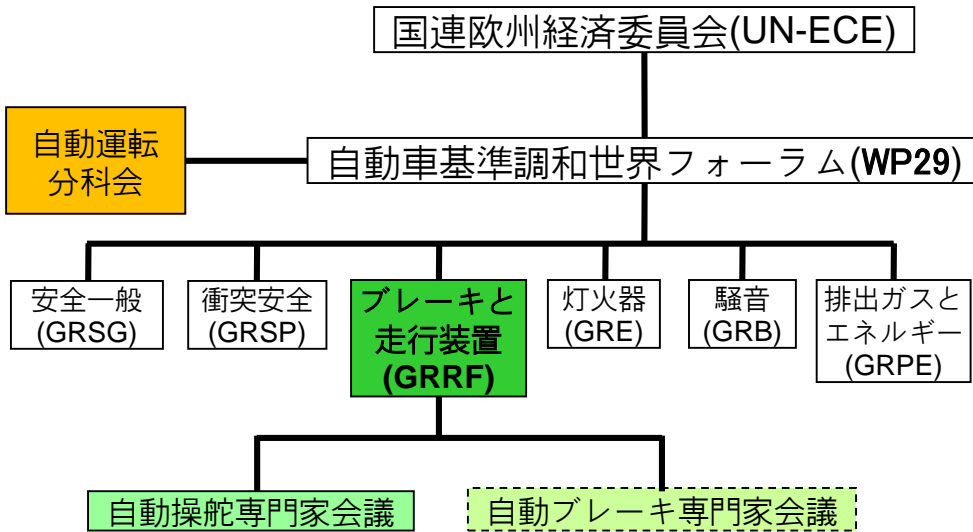 国連欧州経済委員会(UN-ECE)
自動運転
分科会
自動車基準調和世界フォーラム(WP29)
安全一般
(GRSG)
衝突安全
(GRSP)
ブレーキと
走行装置
(GRRF)
灯火器
(GRE)
騒音
(GRB)
排出ガスと
エネルギー
(GRPE)
自動操舵専門家会議
自動ブレーキ専門家会議